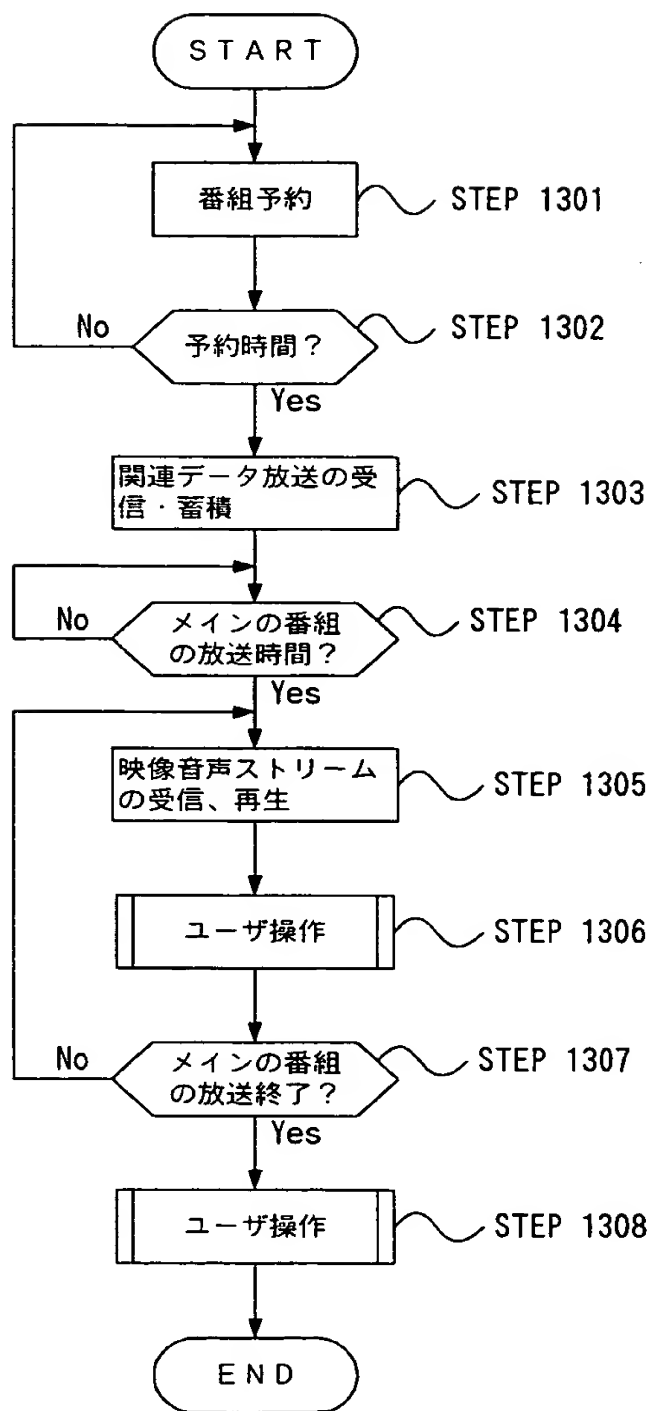 START
番組予約
STEP 1301
予約時間?
STEP 1302
No
Yes
関連データ放送の受
信・蓄積
STEP 1303
メインの番組
の放送時間?
STEP 1304
No
Yes
映像音声ストリーム
の受信、再生
STEP 1305
ユーザ操作
STEP 1306
メインの番組
の放送終了?
STEP 1307
No
Yes
ユーザ操作
STEP 1308
END